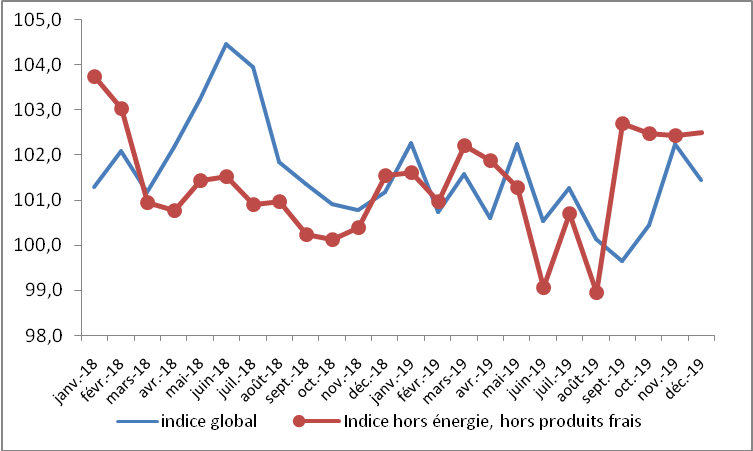 105,0
104,0
103,0
102,0
101,0
100,0
99,0
98,0
janv.-18
févr.-18
mars-18
avr.-18
mai-18
juin-18
juil.-18
août-18
sept.-18
oct.-18
nov.-18
déc.-18
janv.-19
févr.-19
mars-19
avr.-19
mai-19
juin-19
juil.-19
août-19
sept.-19
oct.-19
nov.-19
déc.-19
indice global
Indice hors énergie, hors produits frais